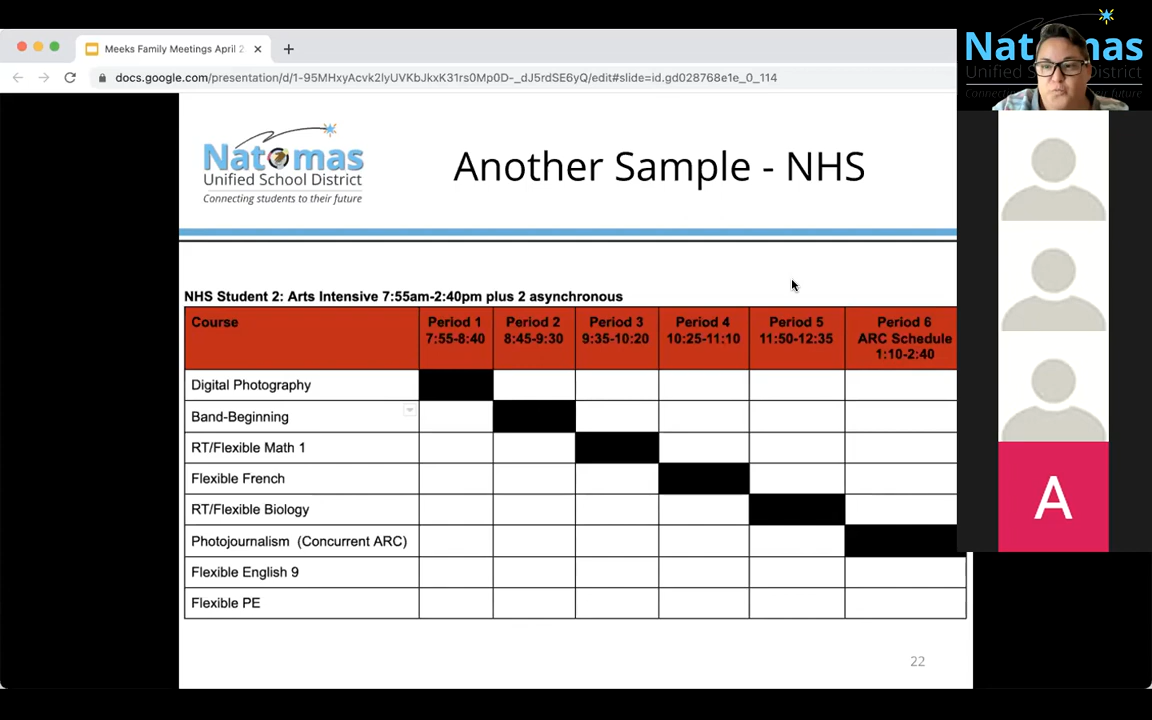 Meeks Family Meetings April 2
docs.google.com/presentation/d/1-95MHxyAcvk2lyUVKbJkxK31rs0Mp0D-_dJ5rdSE6yQ/edit#slide=id.gd028768e1e_0_114
Natomas
Unified School District
Connecting students to their future
Another Sample - NHS
NHS Student 2: Arts Intensive 7:55am-2:40pm plus 2 asynchronous
Course
Period 1
7:55-8:40
Period 2
8:45-9:30
Period 3
9:35-10:20
Period 4
10:25-11:10
Period 5
11:50-12:35
Period 6
ARC Schedule
1:10-2:40
Digital Photography
Band-Beginning
RT/Flexible Math 1
Flexible French
RT/Flexible Biology
Photojournalism (Concurrent ARC)
Flexible English 9
Flexible PE
22
Nat mas
Unified School District
A